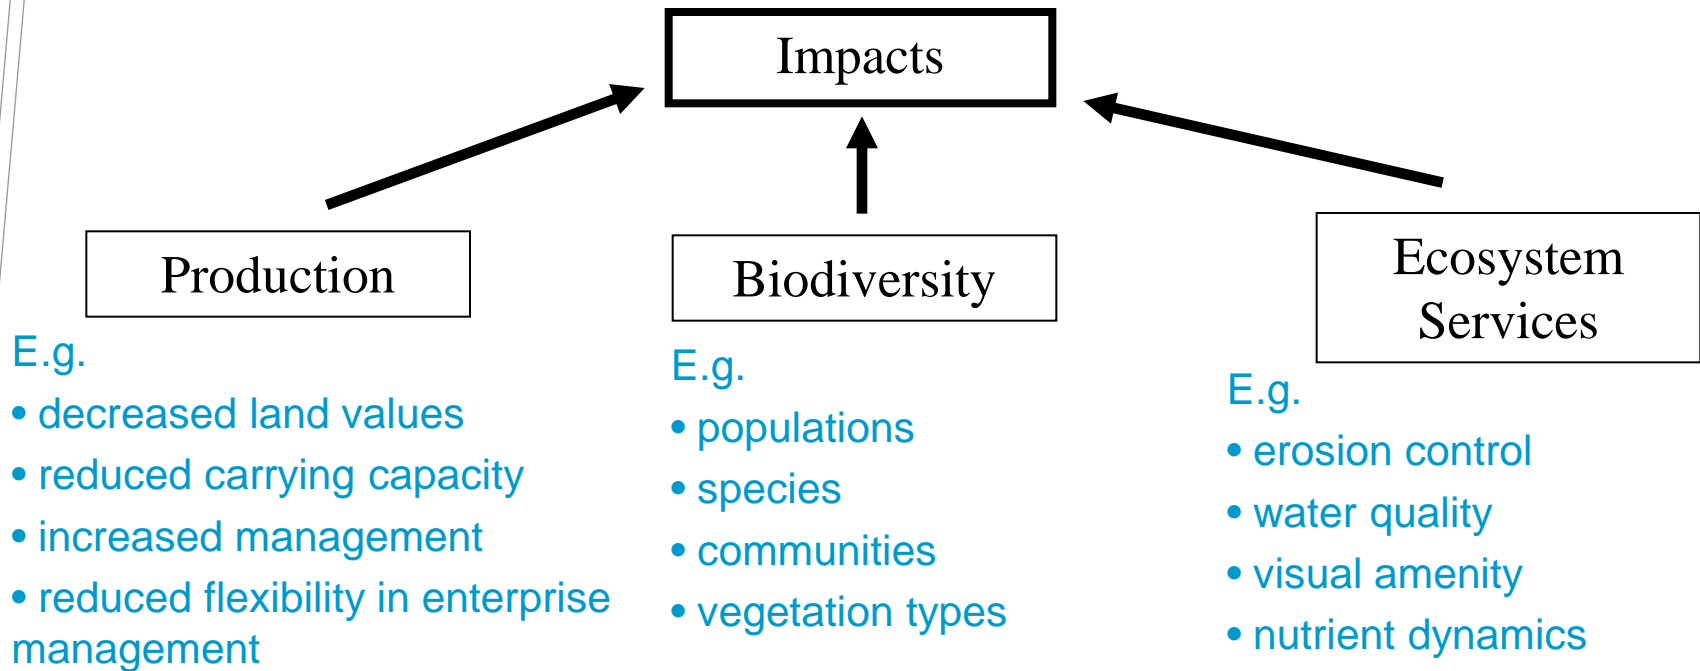 Impacts
Production
E.g.
• decreased land values
• reduced carrying capacity
• increased management
• reduced flexibility in enterprise
management
Biodiversity
E.g.
• populations
• species
• communities
• vegetation types
Ecosystem
Services
E.g.
• erosion control
• water quality
• visual amenity
• nutrient dynamics